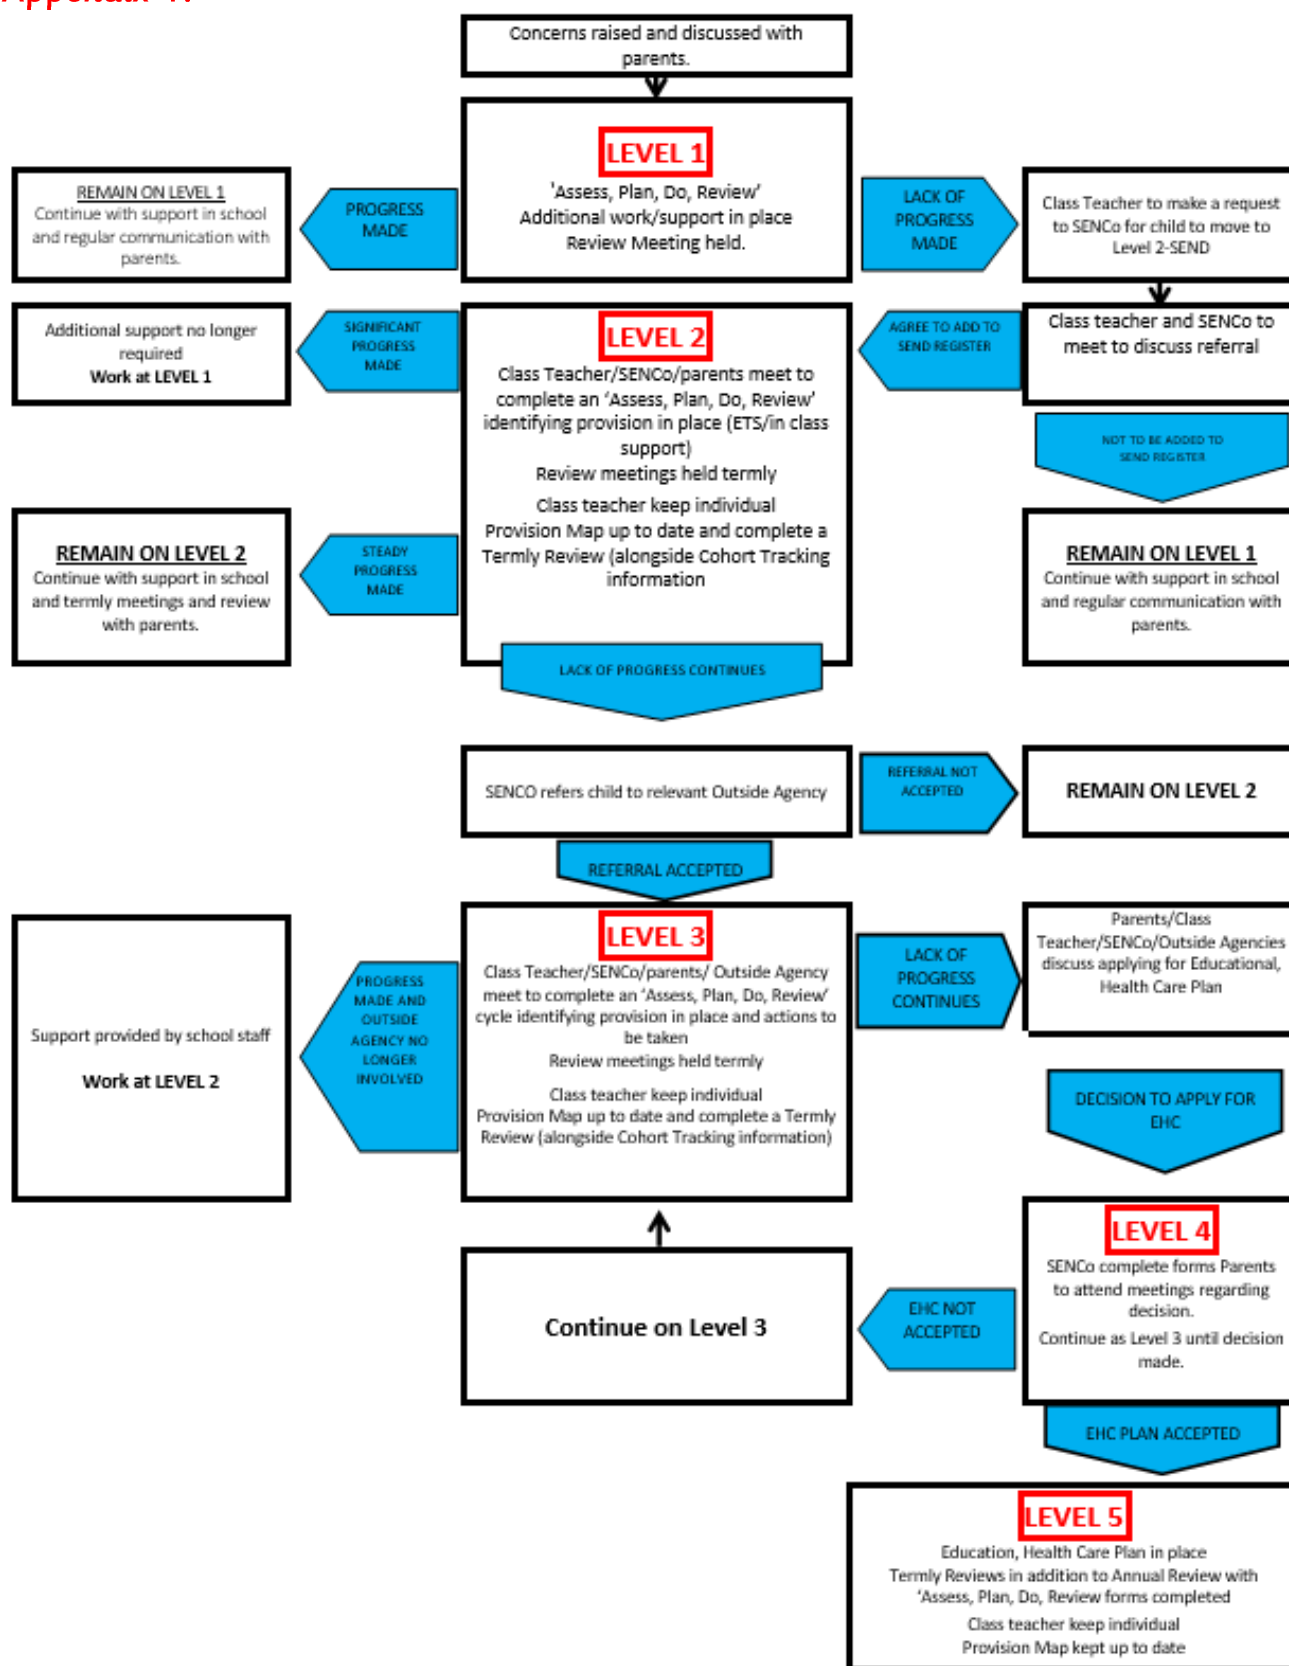 Appendix 4:
Concerns raised and discussed with
parents.
LEVEL 1
'Assess, Plan, Do, Review'
Additional work/support in place
Review Meeting held.
PROGRESS
MADE
REMAIN ON LEVEL 1
Continue with support in school
and regular communication with
parents.
LACK OF
PROGRESS
MADE
Class Teacher to make a request
to SENCo for child to move to
Level 2-SEND
Class teacher and SENCo to
meet to discuss referral
AGREE TO ADD TO
SEND REGISTER
NOT TO BE ADDED TO
SEND REGISTER
REMAIN ON LEVEL 1
Continue with support in school
and regular communication with
parents.
LEVEL 2
Class Teacher/SENCo/parents meet to
complete an 'Assess, Plan, Do, Review'
identifying provision in place (ETS/in class
support)
Review meetings held termly
Class teacher keep individual
Provision Map up to date and complete a
Termly Review (alongside Cohort Tracking
information
SIGNIFICANT
PROGRESS
MADE
Additional support no longer
required
Work at LEVEL 1
STEADY
PROGRESS
MADE
REMAIN ON LEVEL 2
Continue with support in school
and termly meetings and review
with parents.
LACK OF PROGRESS CONTINUES
SENCO refers child to relevant Outside Agency
REFERRAL NOT
ACCEPTED
REMAIN ON LEVEL 2
REFERRAL ACCEPTED
LEVEL 3
Class Teacher/SENCo/parents/ Outside Agency
meet to complete an 'Assess, Plan, Do, Review'
cycle identifying provision in place and actions to
be taken
Review meetings held termly
Class teacher keep individual
Provision Map up to date and complete a Termly
Review (alongside Cohort Tracking information)
PROGRESS
MADE AND
OUTSIDE
AGENCY NO
LONGER
INVOLVED
Support provided by school staff
Work at LEVEL 2
LACK OF
PROGRESS
CONTINUES
Parents/Class
Teacher/SENCo/Outside Agencies
discuss applying for Educational,
Health Care Plan
DECISION TO APPLY FOR
EHC
LEVEL 4
SENCo complete forms Parents
to attend meetings regarding
decision.
Continue as Level 3 until decision
made.
EHC NOT
ACCEPTED
Continue on Level 3
EHC PLAN ACCEPTED
LEVEL 5
Education, Health Care Plan in place
Termly Reviews in addition to Annual Review with
'Assess, Plan, Do, Review forms completed
Class teacher keep individual
Provision Map kept up to date